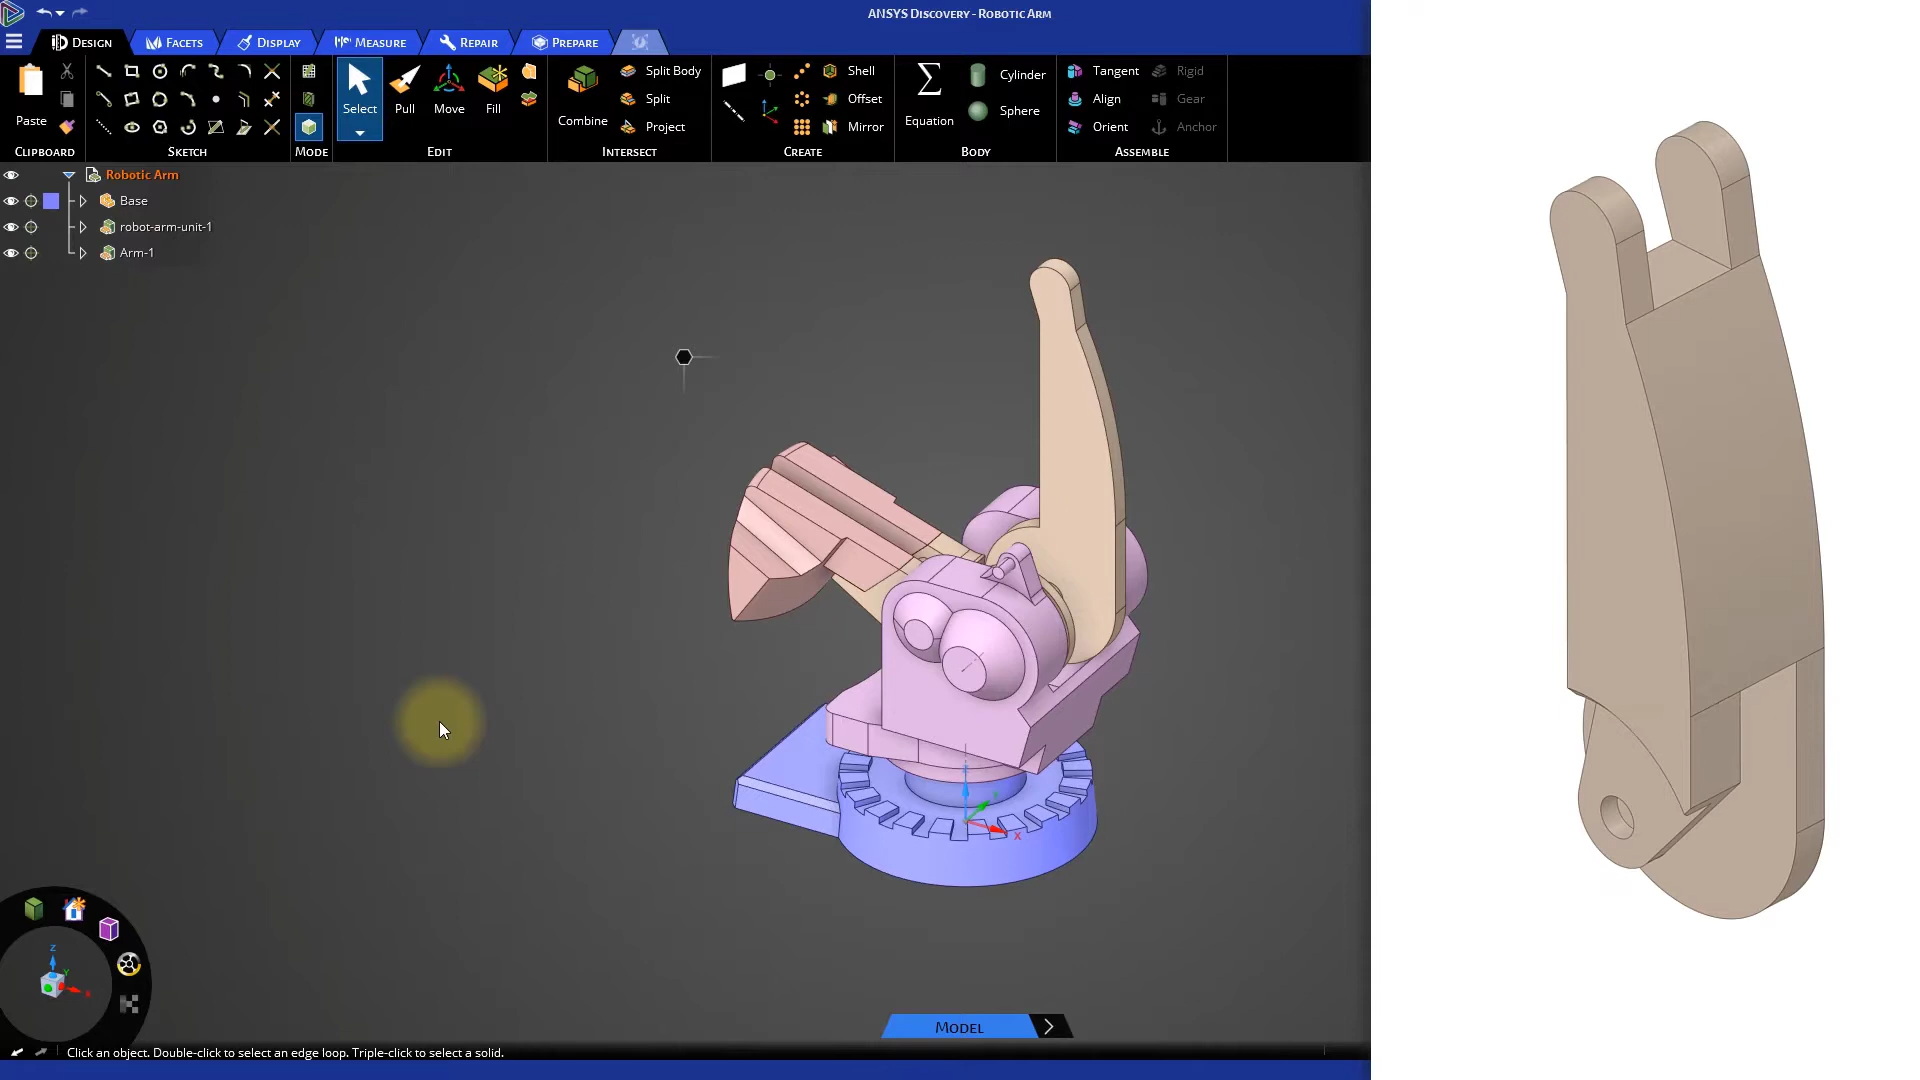 ANSYS Discovery - Robotic Arm
Design
Facets
Display
Measure
Repair
Prepare
Paste
Clipboard
Sketch
Mode
Select
Pull
Move
Fill
Edit
Combine
Split Body
Split
Project
Intersect
Shell
Offset
Mirror
Create
Equation
Cylinder
Sphere
Body
Tangent
Align
Orient
Rigid
Gear
Anchor
Assemble
Robotic Arm
Base
robot-arm-unit-1
Arm-1
Z
Y
X
Z
Y
X
Model
Click an object. Double-click to select an edge loop. Triple-click to select a solid.